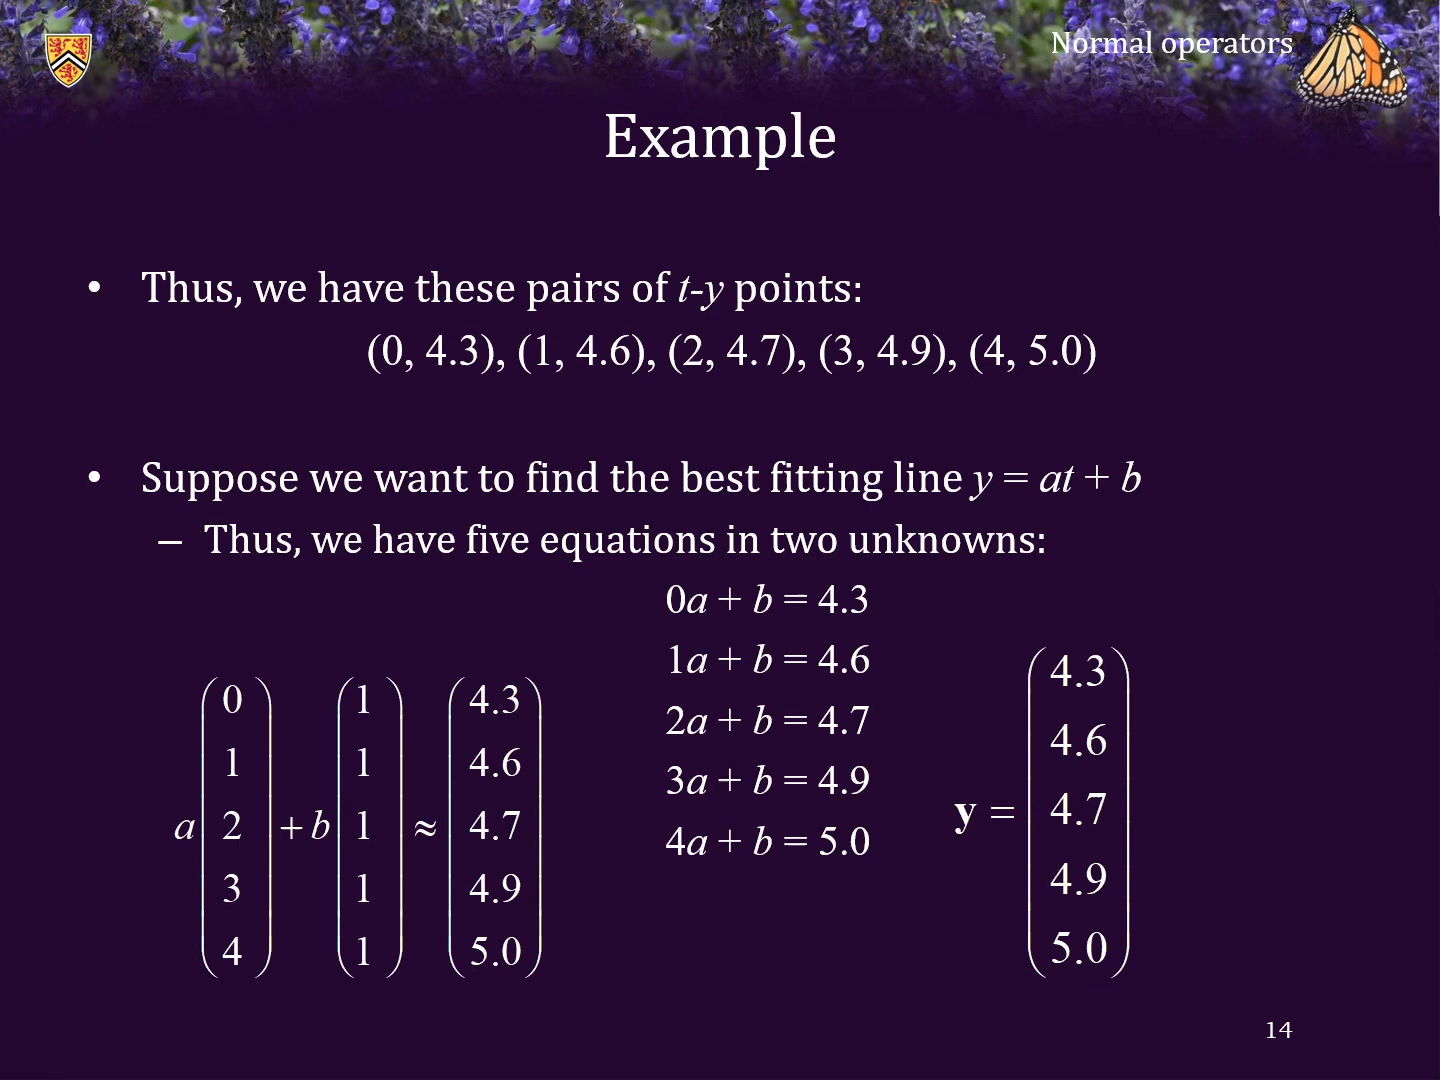 Normal operators
Example
• Thus, we have these pairs of t-y points:
(0, 4.3), (1, 4.6), (2, 4.7), (3, 4.9), (4, 5.0)
• Suppose we want to find the best fitting line y = at + b
– Thus, we have five equations in two unknowns:
0a + b = 4.3
1a + b = 4.6
2a + b = 4.7
3a + b = 4.9
4a + b = 5.0
a (0 1 2 3 4) + b (1 1 1 1 1) ≈ (4.3 4.6 4.7 4.9 5.0)
y = (4.3 4.6 4.7 4.9 5.0)
14